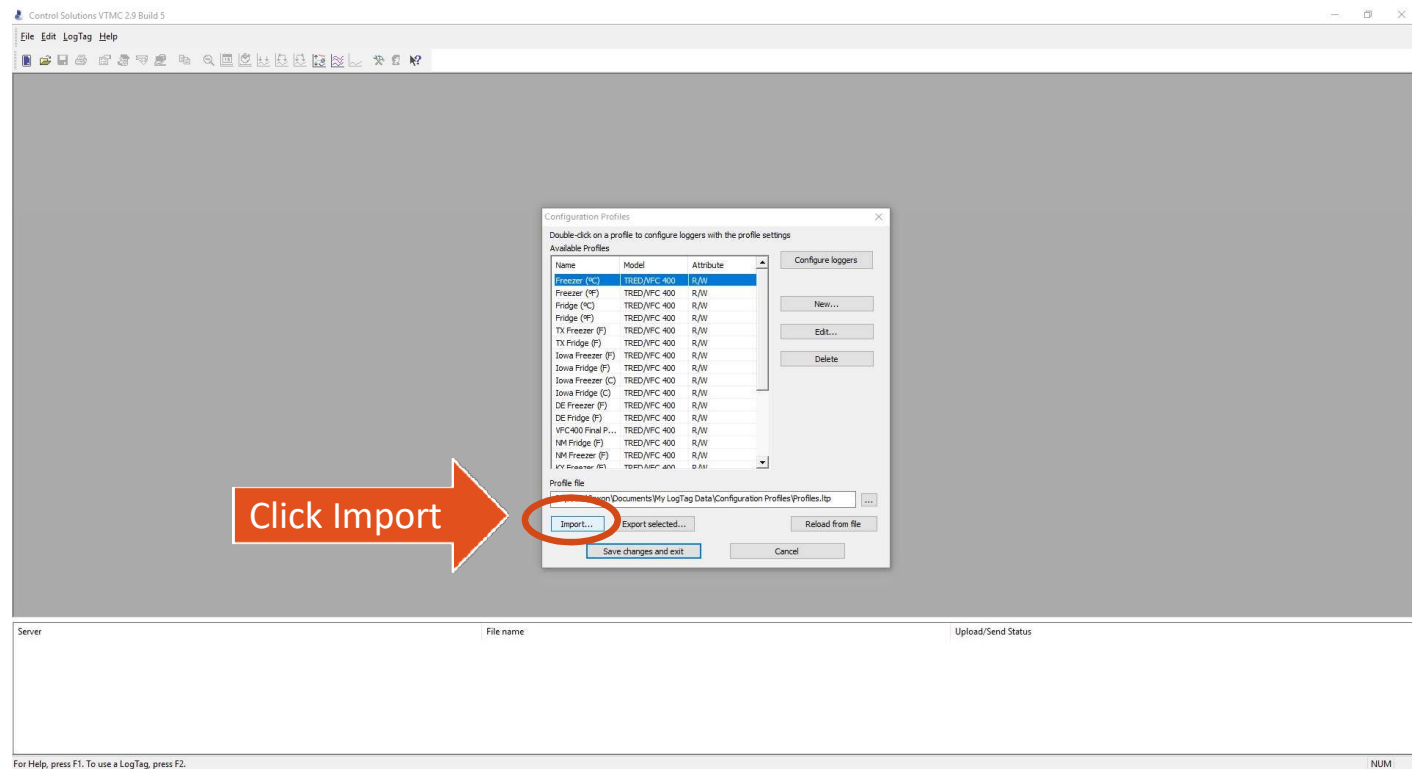 Control Solutions VTMC 2.9 Build 5
File Edit LogTag Help
Configuration Profiles
Double-click on a profile to configure loggers with the profile settings
Available Profiles
Name Model Attribute
Freezer (ºC) TRED/VFC 400 R/W
Freezer (ºF) TRED/VFC 400 R/W
Fridge (ºC) TRED/VFC 400 R/W
Fridge (ºF) TRED/VFC 400 R/W
TX Freezer (F) TRED/VFC 400 R/W
TX Fridge (F) TRED/VFC 400 R/W
Iowa Freezer (F) TRED/VFC 400 R/W
Iowa Fridge (F) TRED/VFC 400 R/W
Iowa Freezer (C) TRED/VFC 400 R/W
Iowa Fridge (C) TRED/VFC 400 R/W
DE Freezer (F) TRED/VFC 400 R/W
DE Fridge (F) TRED/VFC 400 R/W
VFC400 Final P... TRED/VFC 400 R/W
NM Fridge (F) TRED/VFC 400 R/W
NM Freezer (F) TRED/VFC 400 R/W
KY Freezer (F) TRED/VFC 400 R/W
Configure loggers
New...
Edit...
Delete
Profile file
\Documents\My LogTag Data\Configuration Profiles\Profiles.ltp ...
Click Import
Import... Export selected... Reload from file
Save changes and exit Cancel
Server File name Upload/Send Status
For Help, press F1. To use a LogTag, press F2. NUM